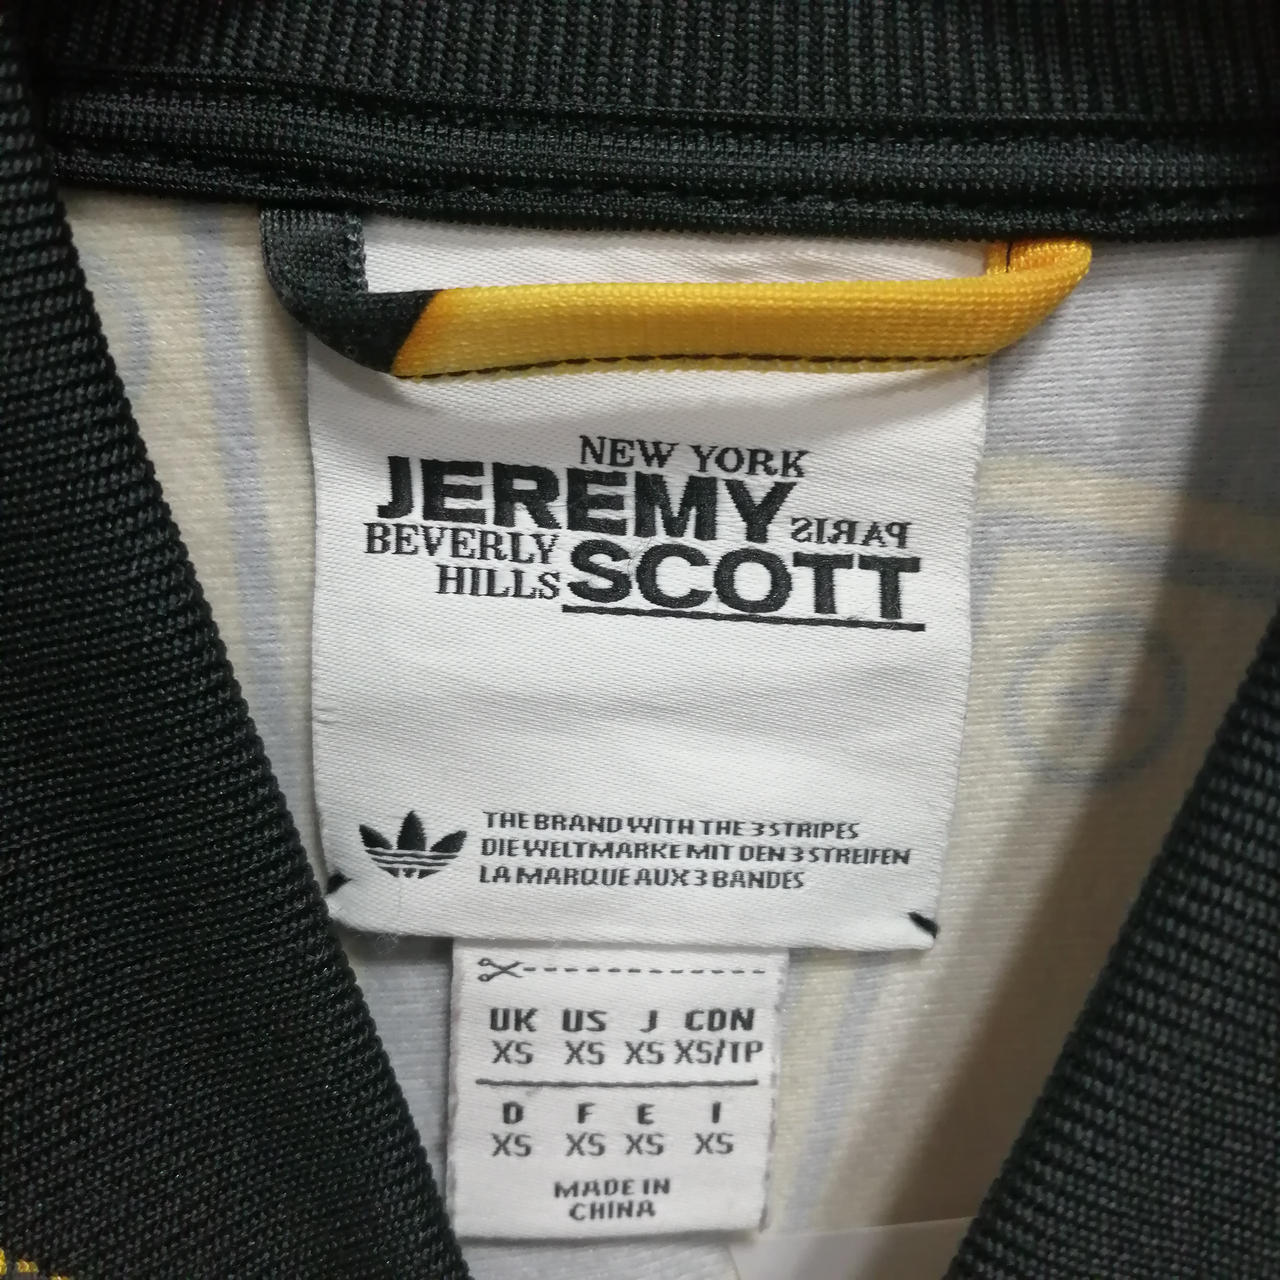 NEW YORK
JEREMY
PARIS
BEVERLY
HILLS
SCOTT
THE BRAND WITH THE 3 STRIPES
DIE WELTMARKE MIT DEN 3 STREIFEN
LA MARQUE AUX 3 BANDES
UK US J CDN
XS XS XS XS/TP
D F E I
XS XS XS XS
MADE IN
CHINA